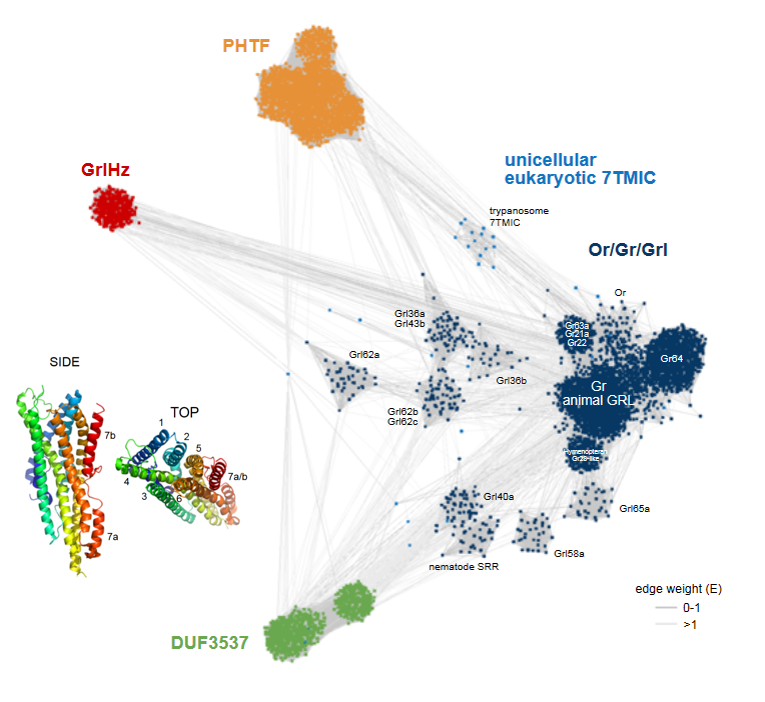 PHTF
GrlHz
unicellular
eukaryotic 7TMIC
trypanosome
7TMIC
Or/Gr/Grl
Or
Gr63a
Gr21a
Gr22
Gr64
Gr
animal GRL
Hymenopteran
Gr28-like
Grl36a
Grl43b
Grl62a
Grl36b
Grl62b
Grl62c
Grl40a
nematode SRR
Grl58a
Grl65a
SIDE
7b
7a
TOP
1
2
5
4
3
6
7a/b
DUF3537
edge weight (E)
0-1
>1